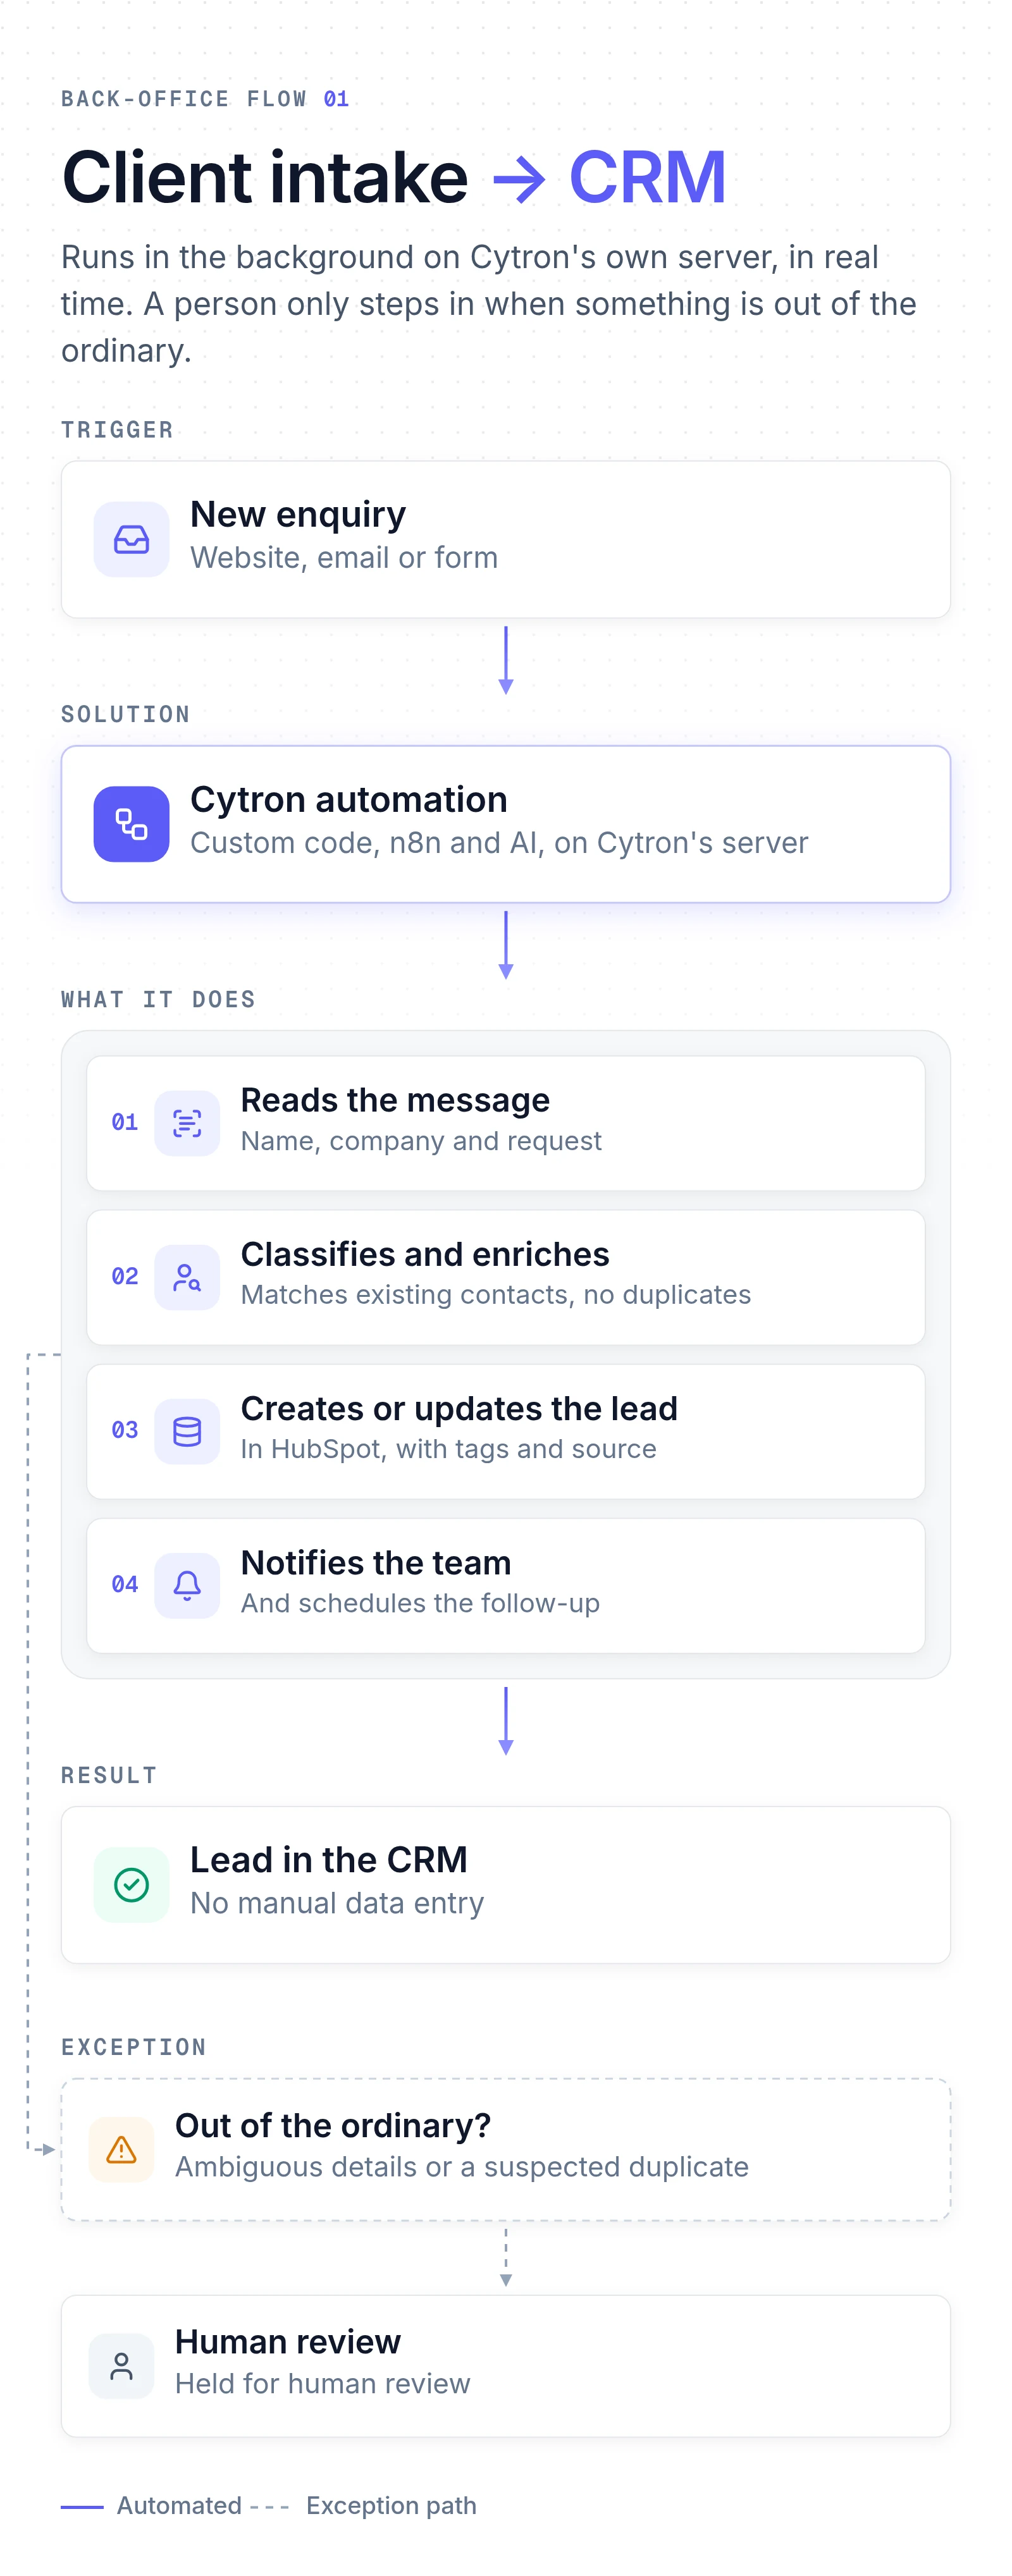 BACK-OFFICE FLOW 01
Client intake → CRM
Runs in the background on Cytron's own server, in real
time. A person only steps in when something is out of the
ordinary.
TRIGGER
New enquiry
Website, email or form
SOLUTION
Cytron automation
Custom code, n8n and AI, on Cytron's server
WHAT IT DOES
01
Reads the message
Name, company and request
02
Classifies and enriches
Matches existing contacts, no duplicates
03
Creates or updates the lead
In HubSpot, with tags and source
04
Notifies the team
And schedules the follow-up
RESULT
Lead in the CRM
No manual data entry
EXCEPTION
Out of the ordinary?
Ambiguous details or a suspected duplicate
Human review
Held for human review
Automated
Exception path